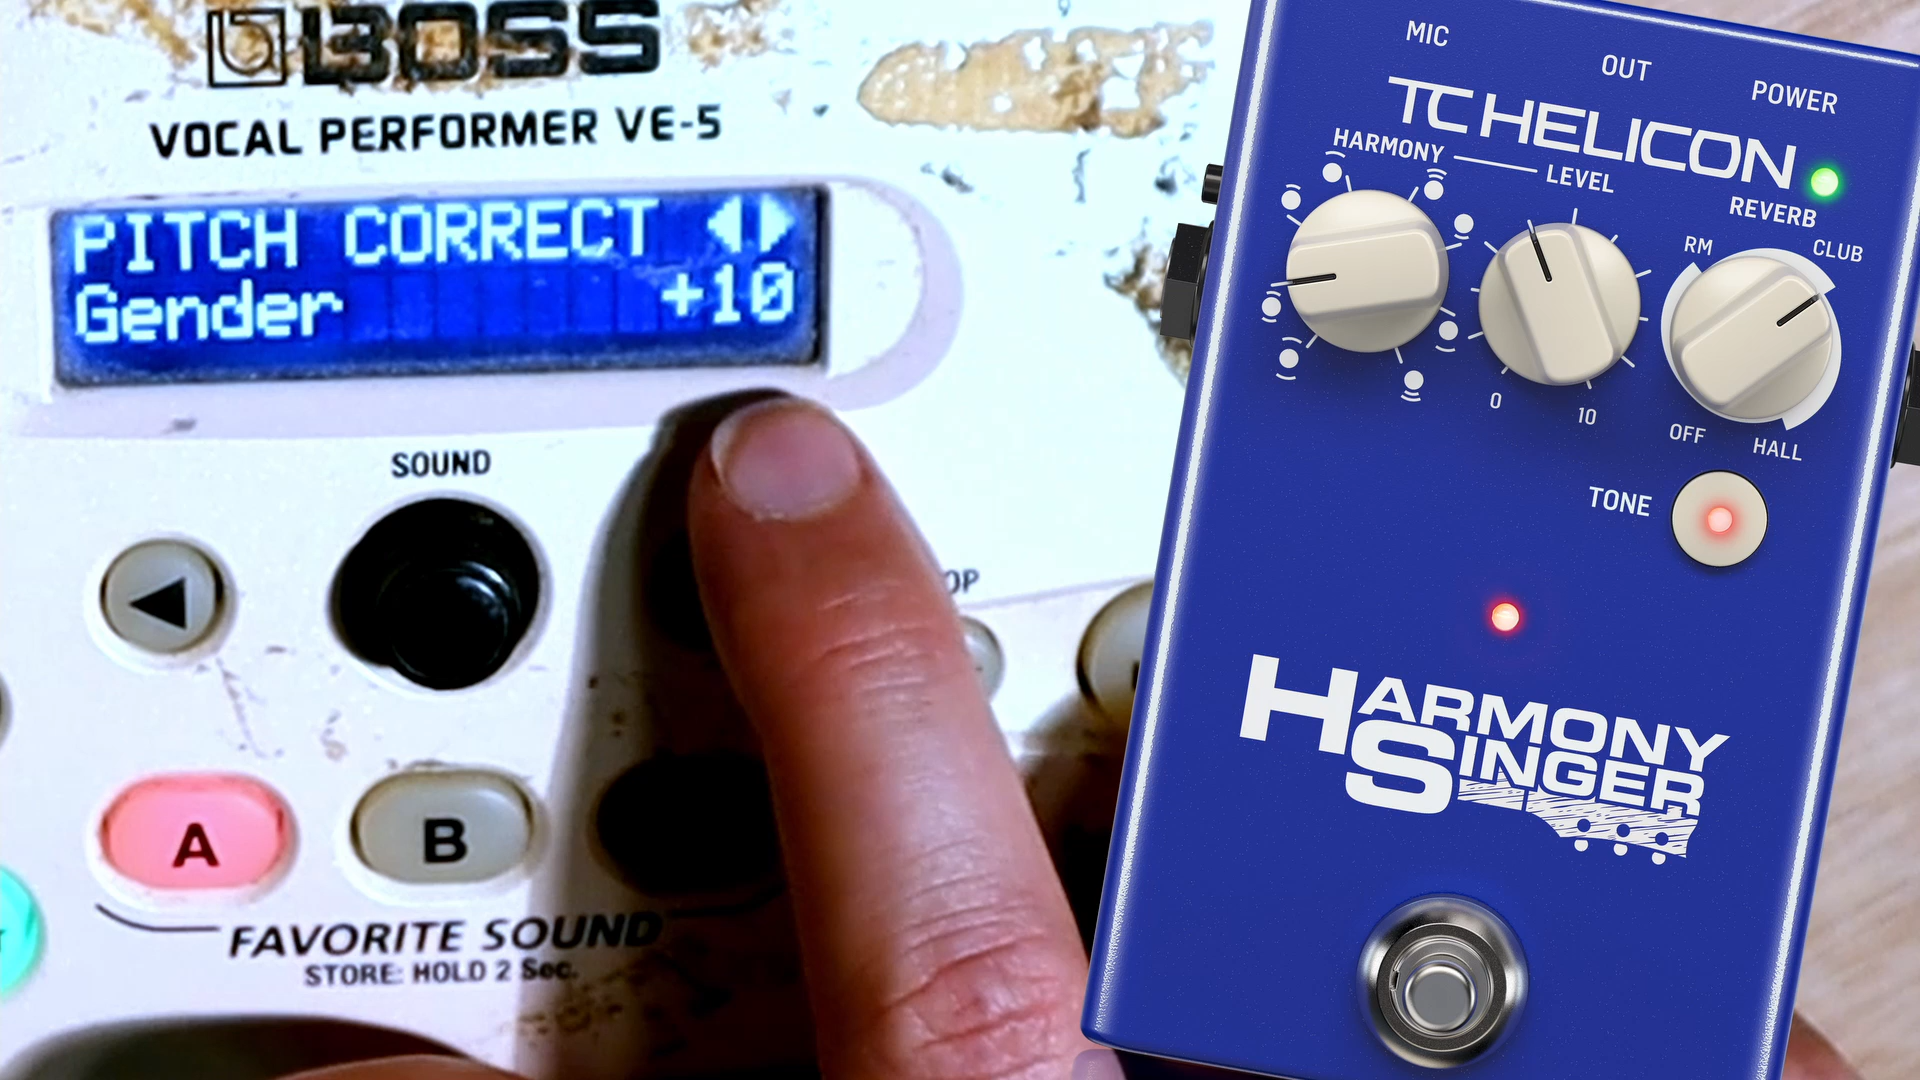 BOSS
VOCAL PERFORMER VE-5
PITCH CORRECT
Gender +10
SOUND
OP
A
B
FAVORITE SOUND
STORE: HOLD 2 Sec.
MIC
OUT
POWER
TC HELICON
HARMONY
LEVEL
REVERB
RM
CLUB
0
10
OFF
HALL
TONE
HARMONY
SINGER